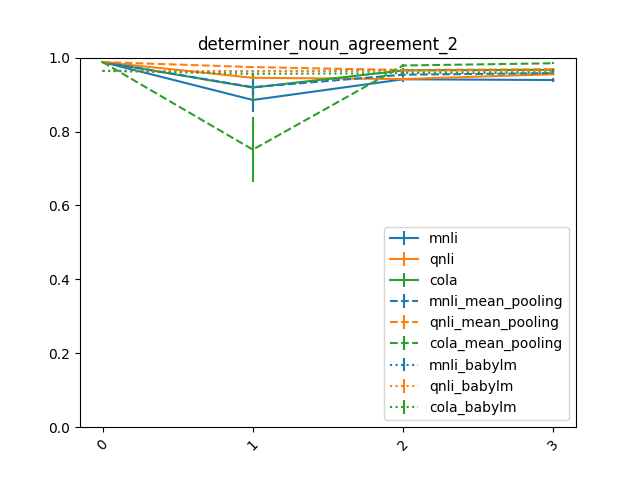 determiner_noun_agreement_2
1.0
0.8
0.6
0.4
0.2
0.0
0
1
2
3
mnli
qnli
cola
mnli_mean_pooling
qnli_mean_pooling
cola_mean_pooling
mnli_babylm
qnli_babylm
cola_babylm